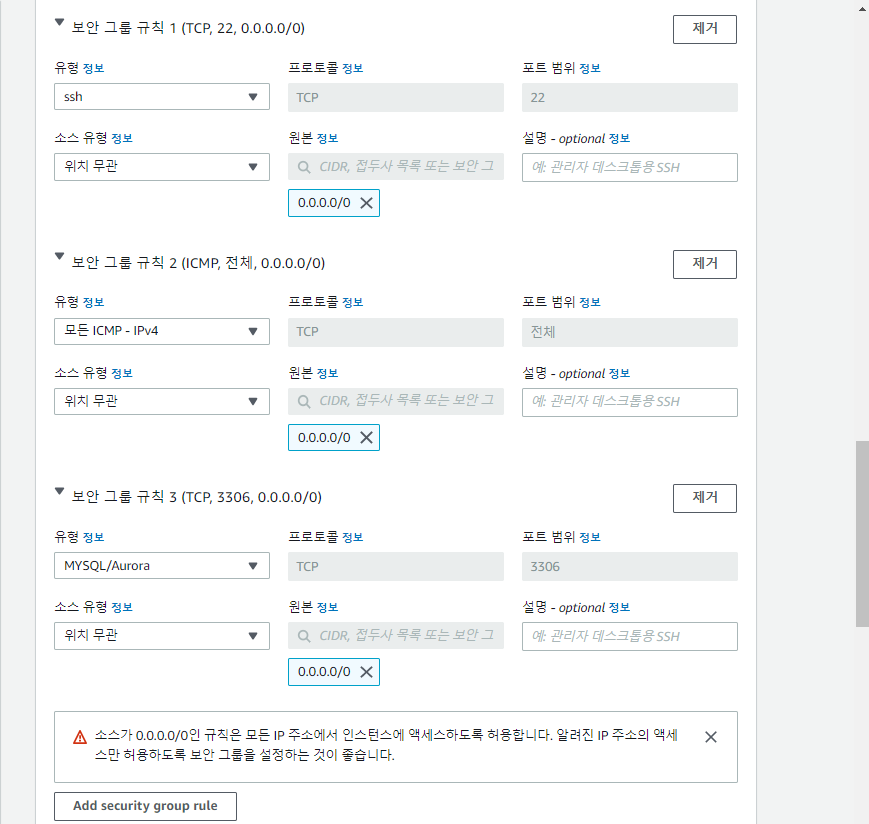 보안 그룹 규칙 1 (TCP, 22, 0.0.0.0/0)
제거
유형 정보
프로토콜 정보
포트 범위 정보
ssh
TCP
22
소스 유형 정보
원본 정보
설명 - optional 정보
위치 무관
CIDR, 접두사 목록 또는 보안 그
예: 관리자 데스크톱용 SSH
0.0.0.0/0
보안 그룹 규칙 2 (ICMP, 전체, 0.0.0.0/0)
제거
유형 정보
프로토콜 정보
포트 범위 정보
모든 ICMP - IPv4
TCP
전체
소스 유형 정보
원본 정보
설명 - optional 정보
위치 무관
CIDR, 접두사 목록 또는 보안 그
예: 관리자 데스크톱용 SSH
0.0.0.0/0
보안 그룹 규칙 3 (TCP, 3306, 0.0.0.0/0)
제거
유형 정보
프로토콜 정보
포트 범위 정보
MYSQL/Aurora
TCP
3306
소스 유형 정보
원본 정보
설명 - optional 정보
위치 무관
CIDR, 접두사 목록 또는 보안 그
예: 관리자 데스크톱용 SSH
0.0.0.0/0
소스가 0.0.0.0/0인 규칙은 모든 IP 주소에서 인스턴스에 액세스하도록 허용합니다. 알려진 IP 주소의 액세
스만 허용하도록 보안 그룹을 설정하는 것이 좋습니다.
Add security group rule